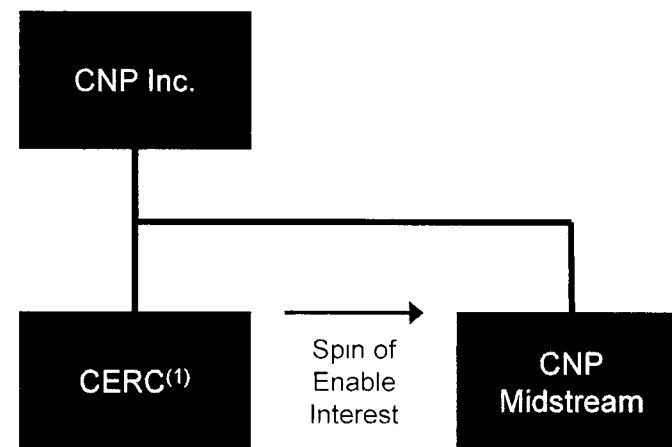 CNP Inc.
CERC(1)
Spin of
Enable
Interest
CNP
Midstream